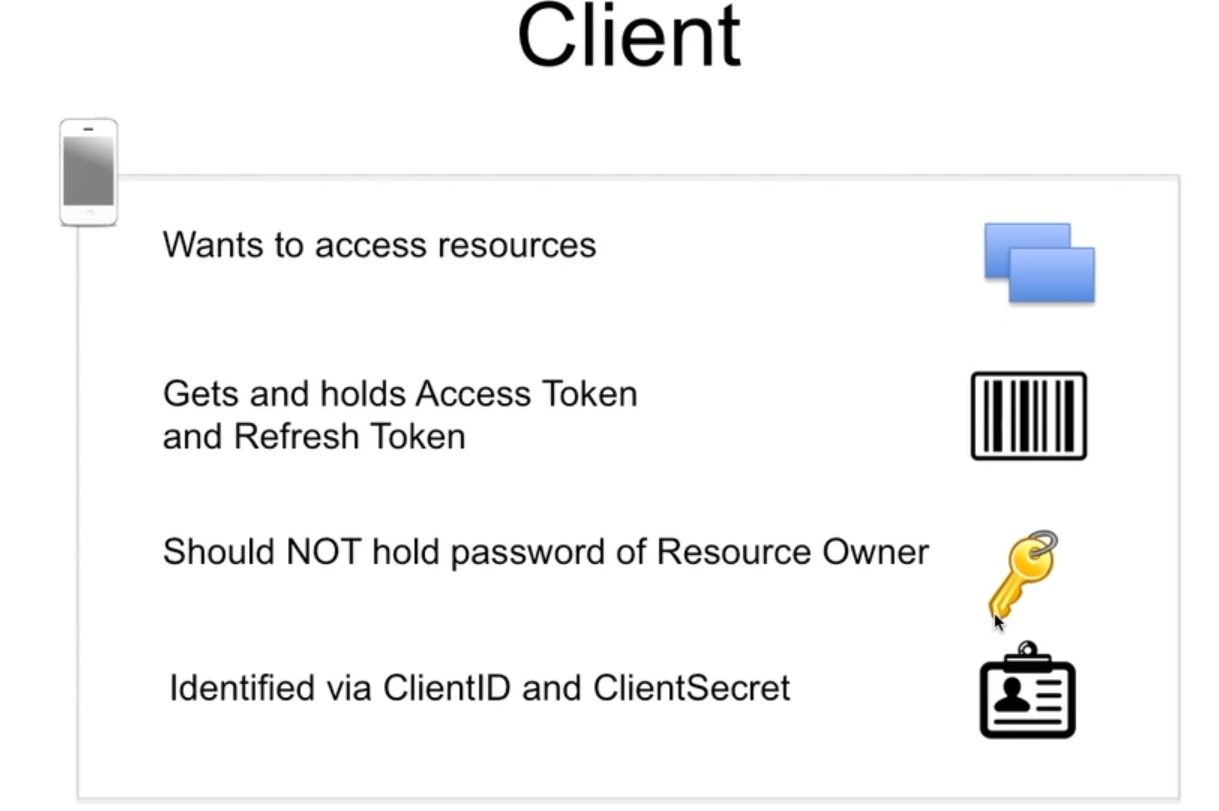 Client
Wants to access resources
Gets and holds Access Token
and Refresh Token
Should NOT hold password of Resource Owner
Identified via ClientID and ClientSecret